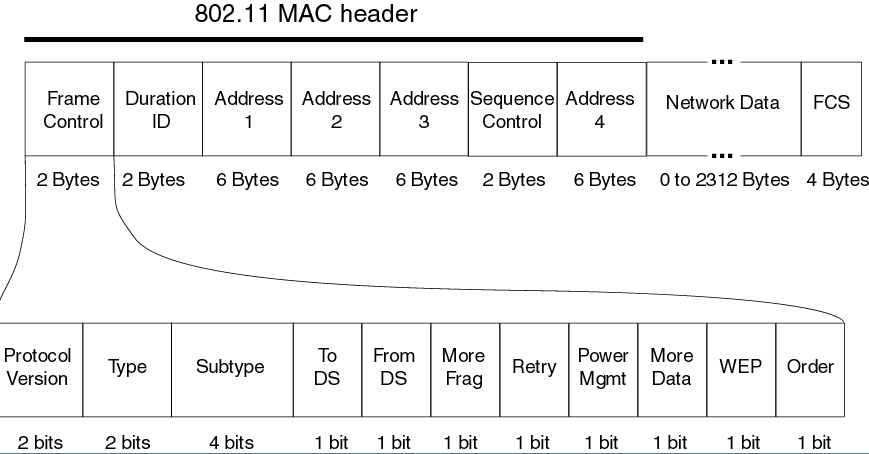 802.11 MAC header
Frame Control
Duration ID
Address 1
Address 2
Address 3
Sequence Control
Address 4
...
Network Data
...
FCS
2 Bytes 2 Bytes 6 Bytes 6 Bytes 6 Bytes 2 Bytes 6 Bytes 0 to 2312 Bytes 4 Bytes
Protocol Version
Type
Subtype
To DS
From DS
More Frag
Retry
Power Mgmt
More Data
WEP
Order
2 bits 2 bits 4 bits 1 bit 1 bit 1 bit 1 bit 1 bit 1 bit 1 bit 1 bit